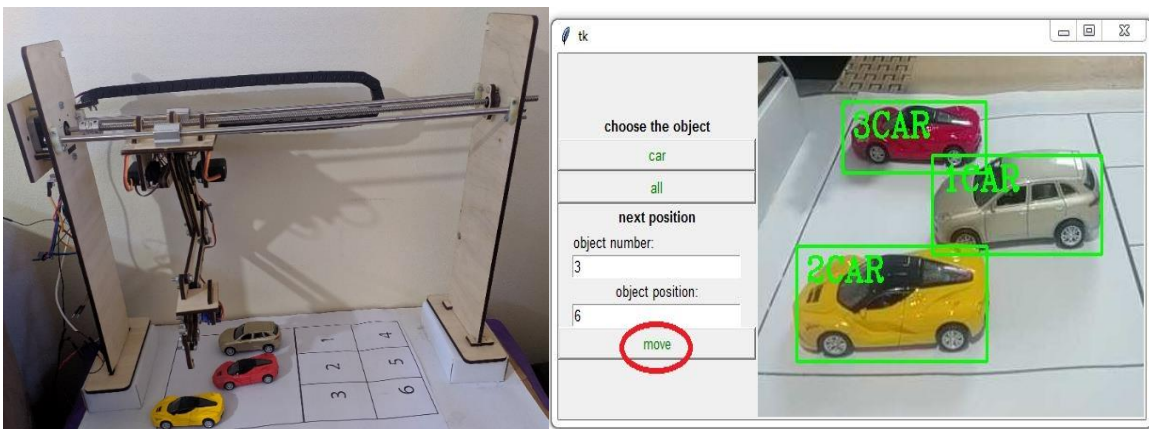 1 4
2 5
3 6
tk
choose the object
car
all
next position
object number:
3
object position:
6
move
3CAR
1CAR
2CAR